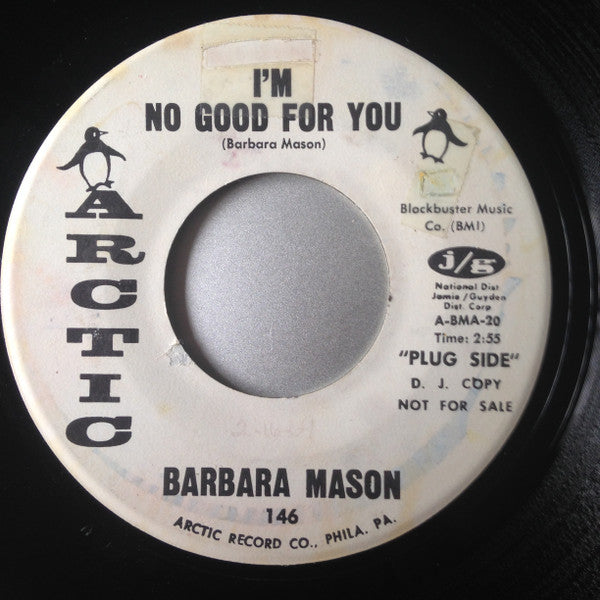 I'M
NO GOOD FOR YOU
(Barbara Mason)
ARCTIC
Blockbuster Music
Co. (BMI)
j/g
National Dist
Jamie/Guyden
Dist. Corp
A-BMA-20
Time: 2:55
"PLUG SIDE"
D. J. COPY
NOT FOR SALE
BARBARA MASON
146
ARCTIC RECORD CO., PHILA. PA.